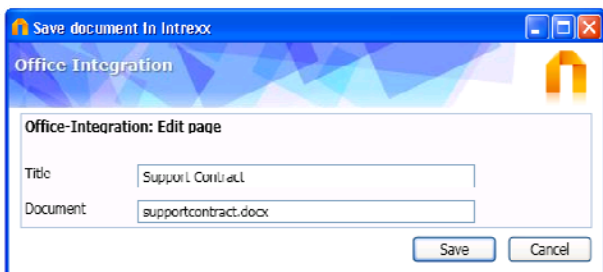 Save document in Intrexx
Office Integration
Office-Integration: Edit page
Title Support Contract
Document supportcontract.docx
Save Cancel